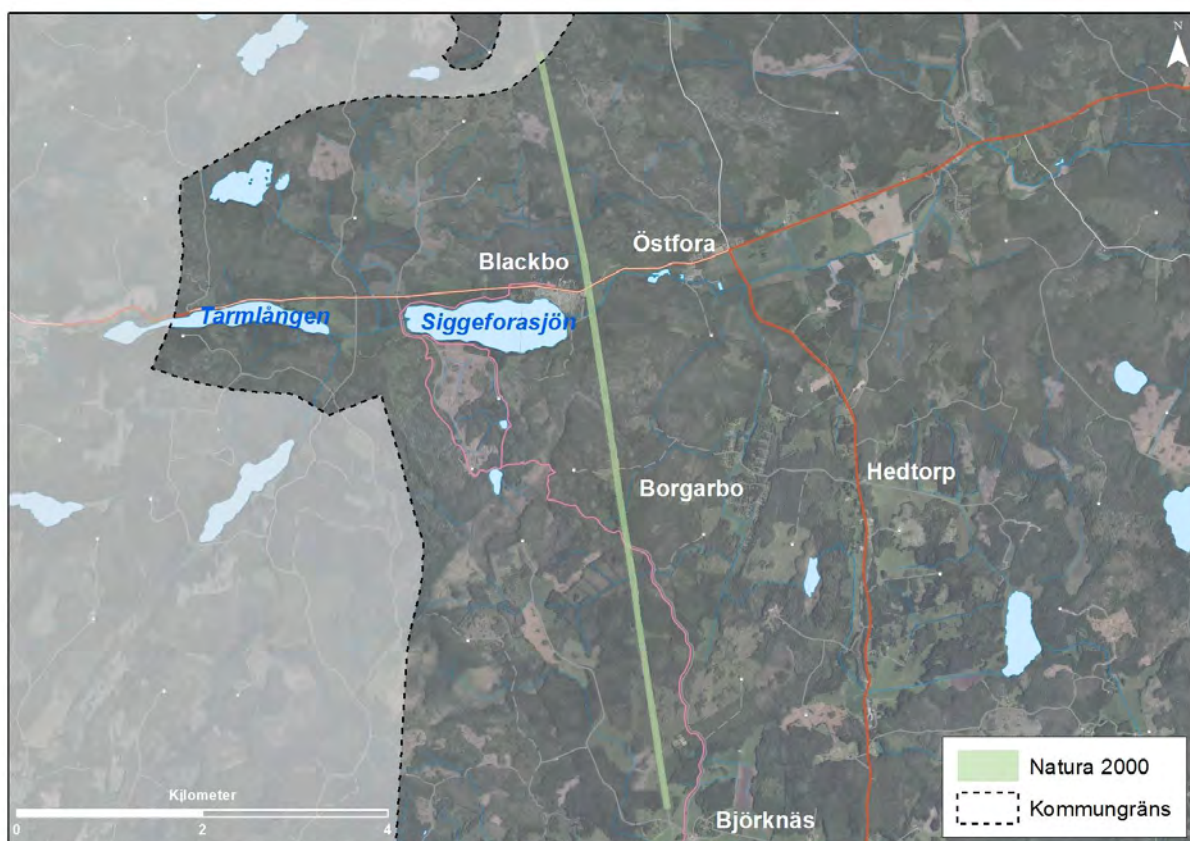 N
Östfora
Blackbo
Tarmlången
Siggeforasjön
Hedtorp
Borgarbo
Natura 2000
Kommungräns
Kilometer
0 2 4
Björknäs